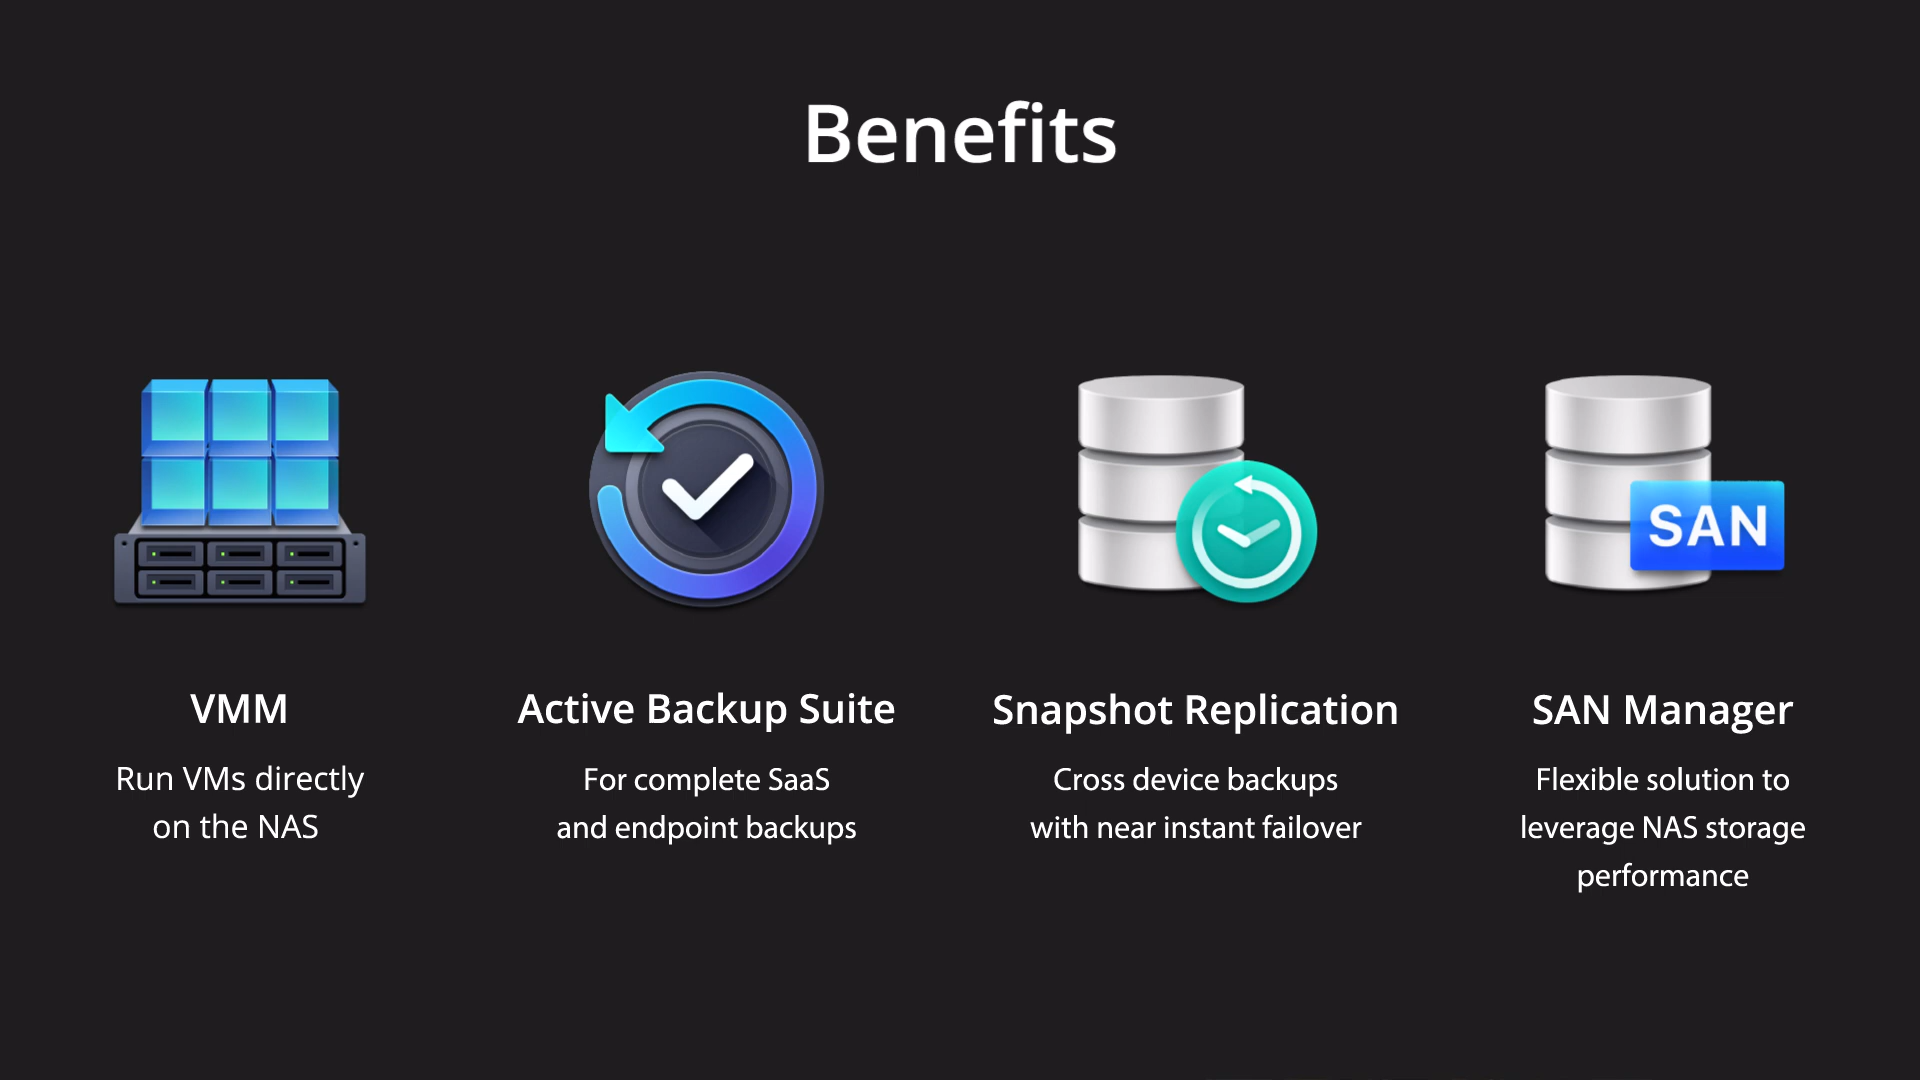 Benefits
SAN
VMM
Run VMs directly
on the NAS
Active Backup Suite
For complete SaaS
and endpoint backups
Snapshot Replication
Cross device backups
with near instant failover
SAN Manager
Flexible solution to
leverage NAS storage
performance